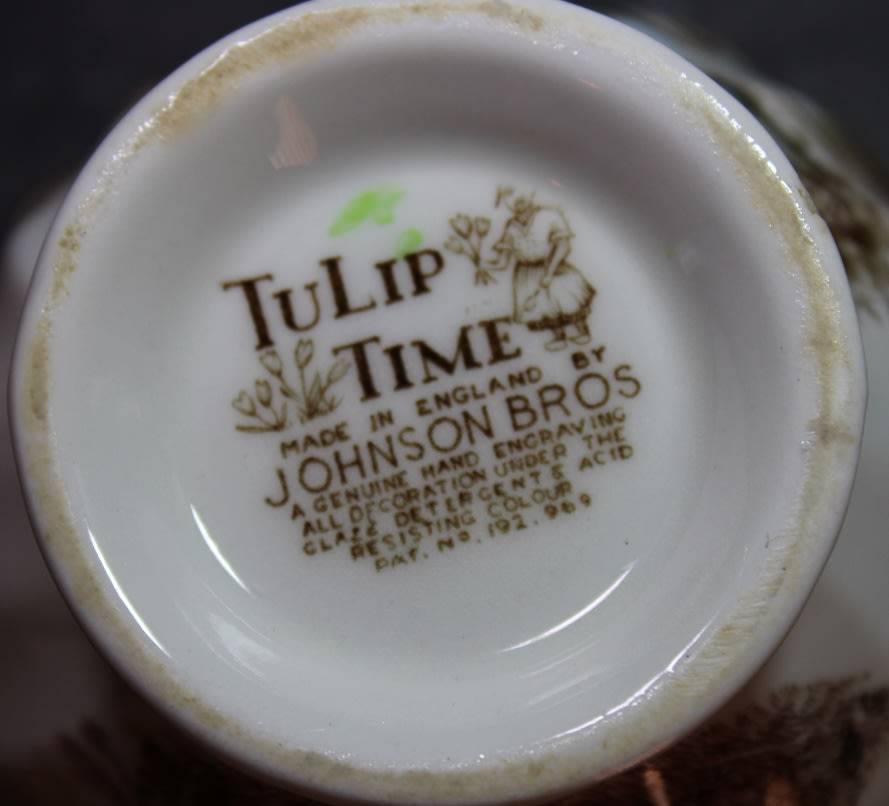 TULIP
TIME
MADE IN ENGLAND BY
JOHNSON BROS
A GENUINE HAND ENGRAVING
ALL DECORATION UNDER THE
GLAZE DETERGENT & ACID
RESISTING COLOUR
PAT. Nº. 192.969